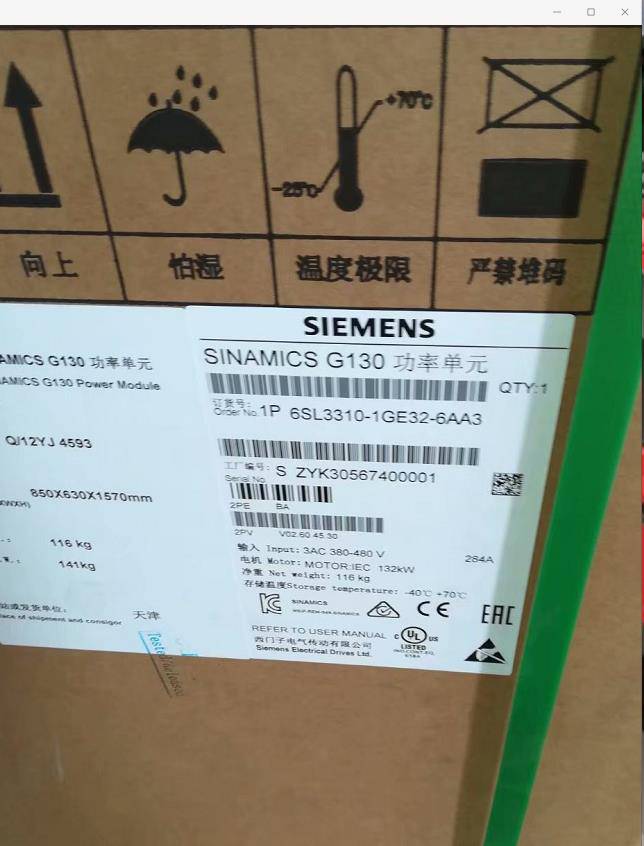 +70℃
-25℃
向上
怕湿
温度极限
严禁堆码
AMICS G130 功率单元
AMICS G130 Power Module
Q/12YJ 4593
850X630X1570mm
116 kg
141kg
天津
SIEMENS
SINAMICS G130 功率单元
QTY:1
订货号:
Order No. 1P 6SL3310-1GE32-6AA3
工厂编号:
Serial No. S ZYK30567400001
2PE BA
2PV V02.60 45.30
输入 Input: 3AC 380-480 V 284A
电机 Motor: MOTOR:IEC 132kW
净重 Net weight: 116 kg
存储温度Storage temperature: -40℃ +70℃
SINAMICS
CE
EAC
REFER TO USER MANUAL
西门子电气传动有限公司
Siemens Electrical Drives Ltd.
c UL US
LISTED